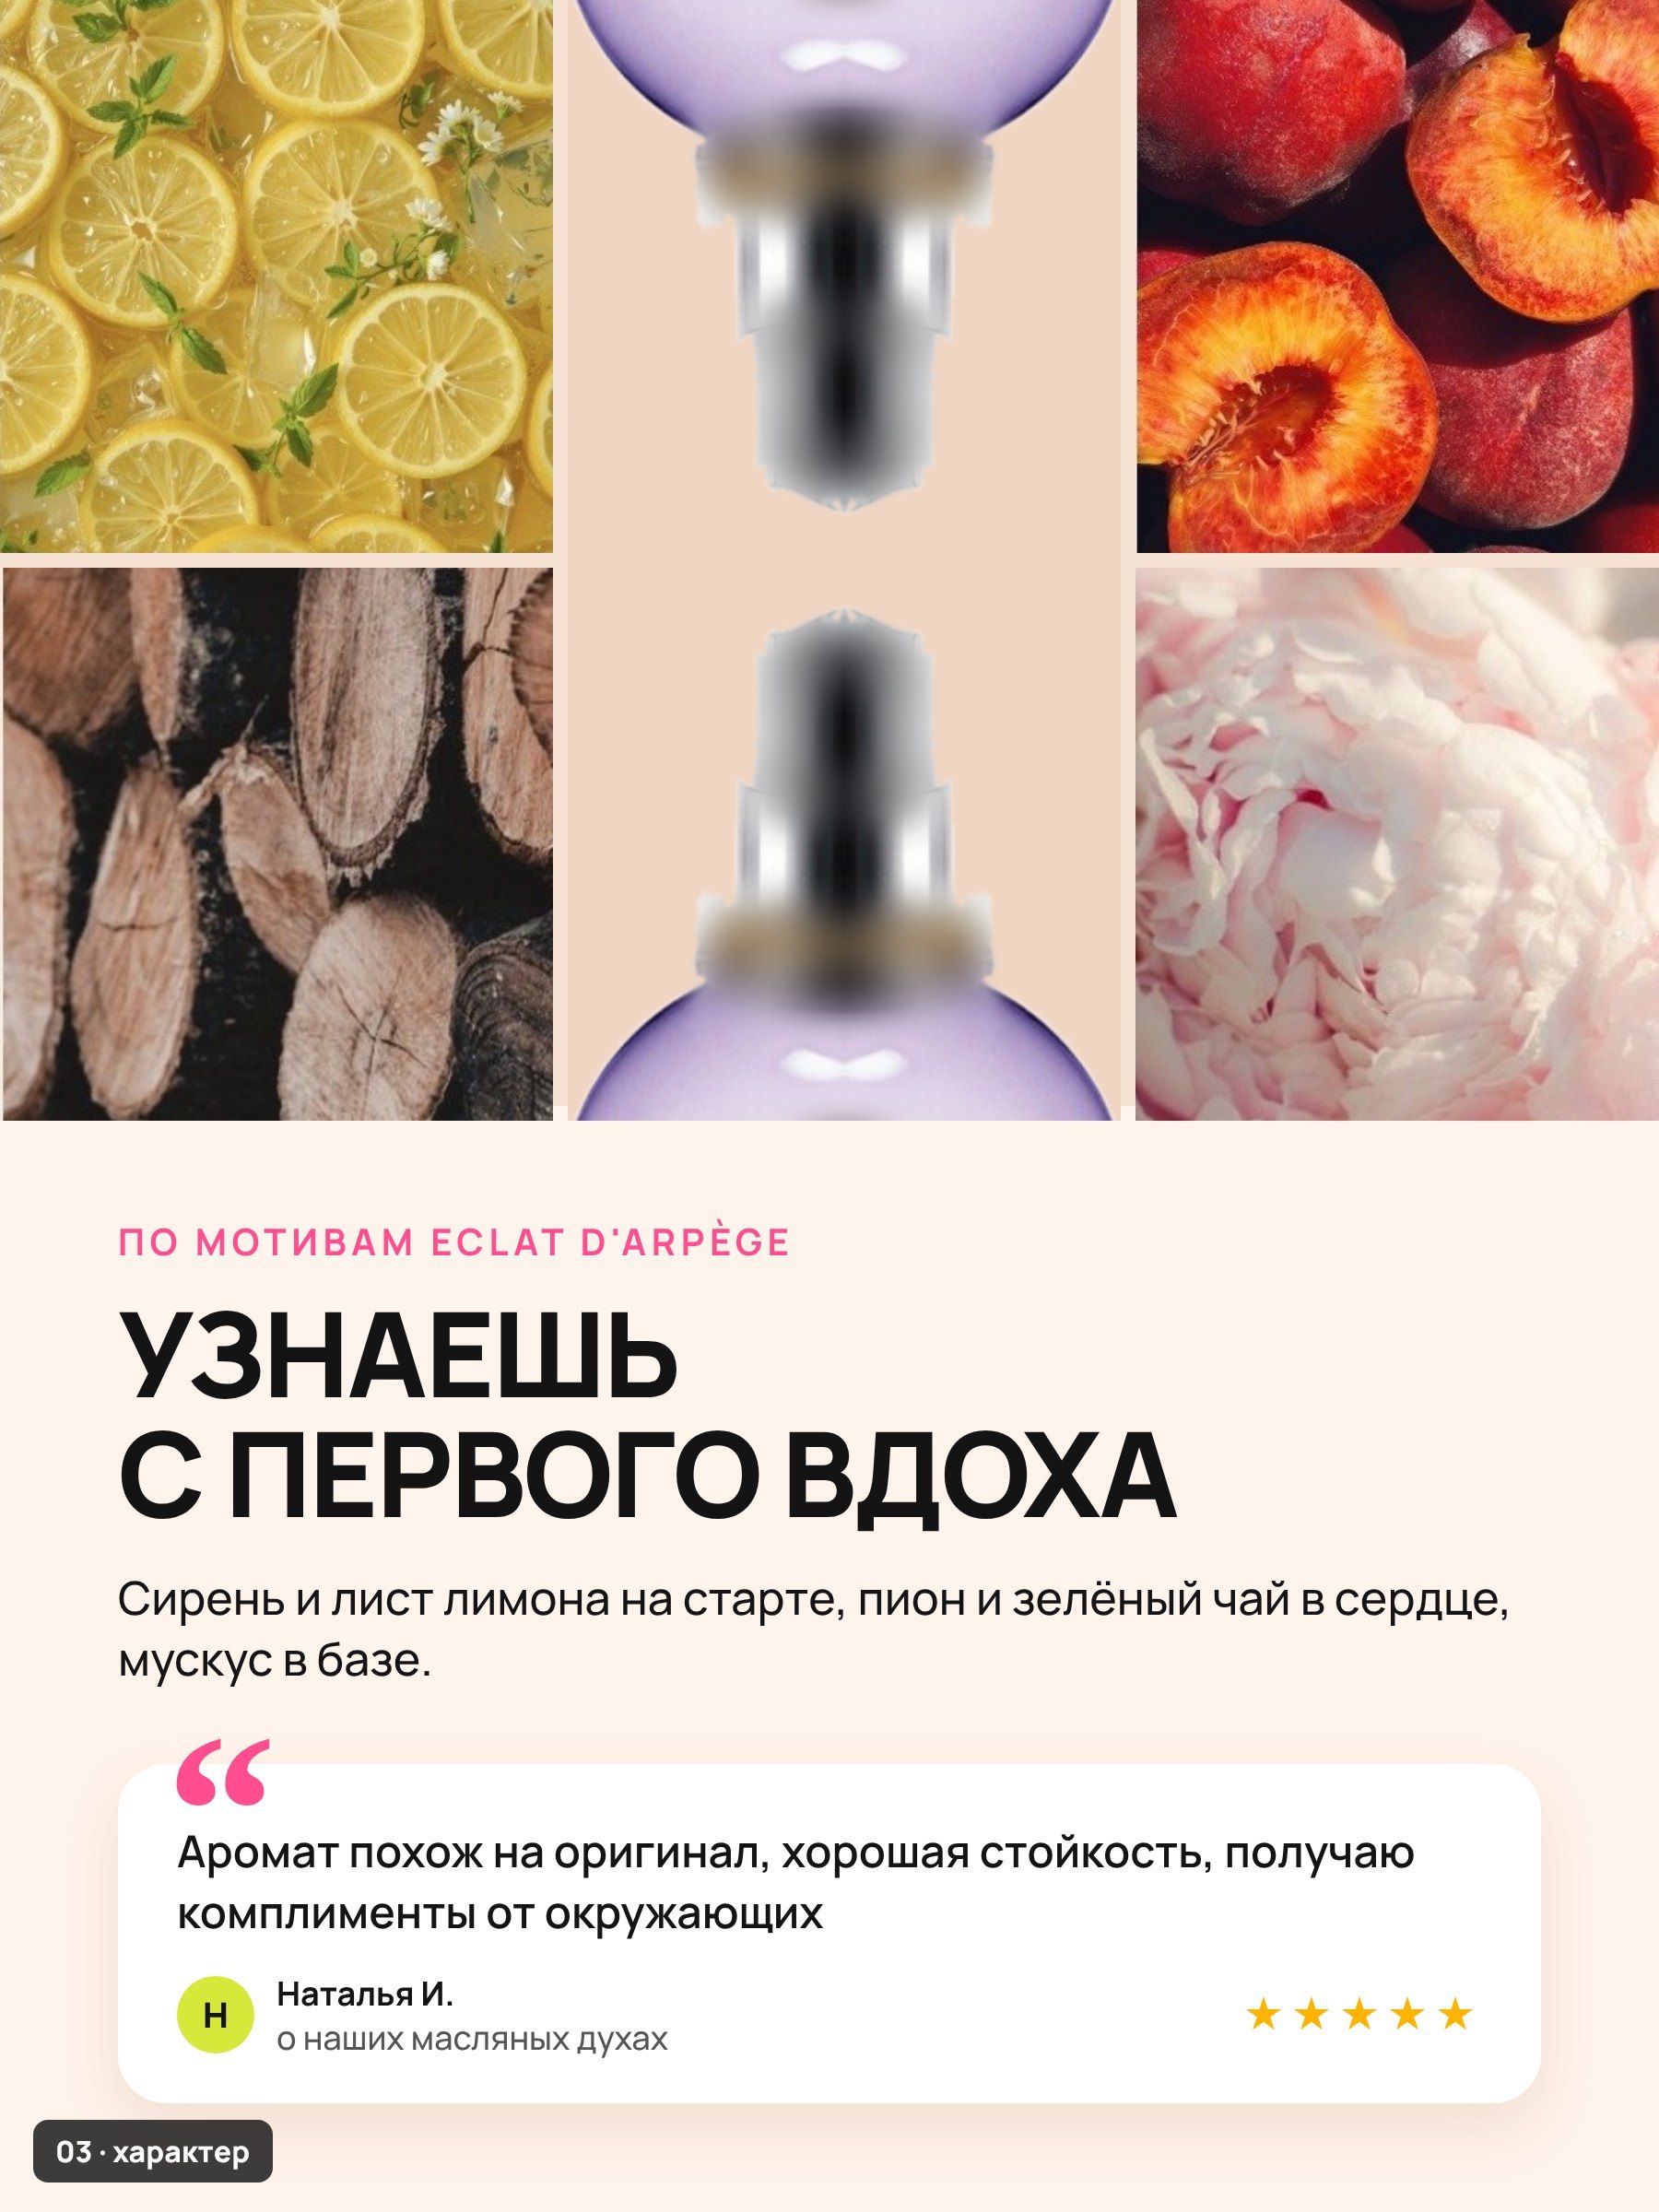 ПО МОТИВАМ ECLAT D'ARPÈGE
УЗНАЕШЬ
С ПЕРВОГО ВДОХА
Сирень и лист лимона на старте, пион и зелёный чай в сердце,
мускус в базе.
“
Аромат похож на оригинал, хорошая стойкость, получаю
комплименты от окружающих
Н
Наталья И.
о наших масляных духах
★★★★★
03 · характер